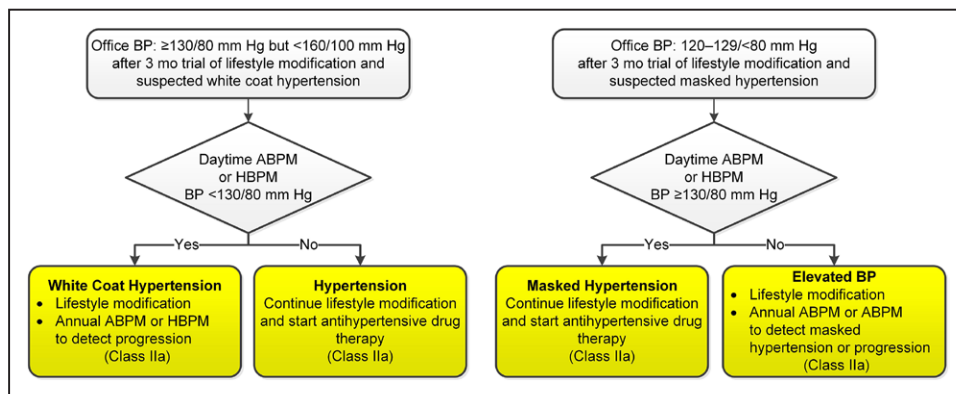 Office BP: ≥130/80 mm Hg but <160/100 mm Hg
after 3 mo trial of lifestyle modification and
suspected white coat hypertension
Daytime ABPM
or HBPM
BP <130/80 mm Hg
Yes
No
White Coat Hypertension
• Lifestyle modification
• Annual ABPM or HBPM
to detect progression
(Class IIa)
Hypertension
Continue lifestyle modification
and start antihypertensive drug
therapy
(Class IIa)
Office BP: 120–129/<80 mm Hg
after 3 mo trial of lifestyle modification and
suspected masked hypertension
Daytime ABPM
or HBPM
BP ≥130/80 mm Hg
Yes
No
Masked Hypertension
Continue lifestyle modification
and start antihypertensive drug
therapy
(Class IIa)
Elevated BP
• Lifestyle modification
• Annual ABPM or ABPM
to detect masked
hypertension or progression
(Class IIa)